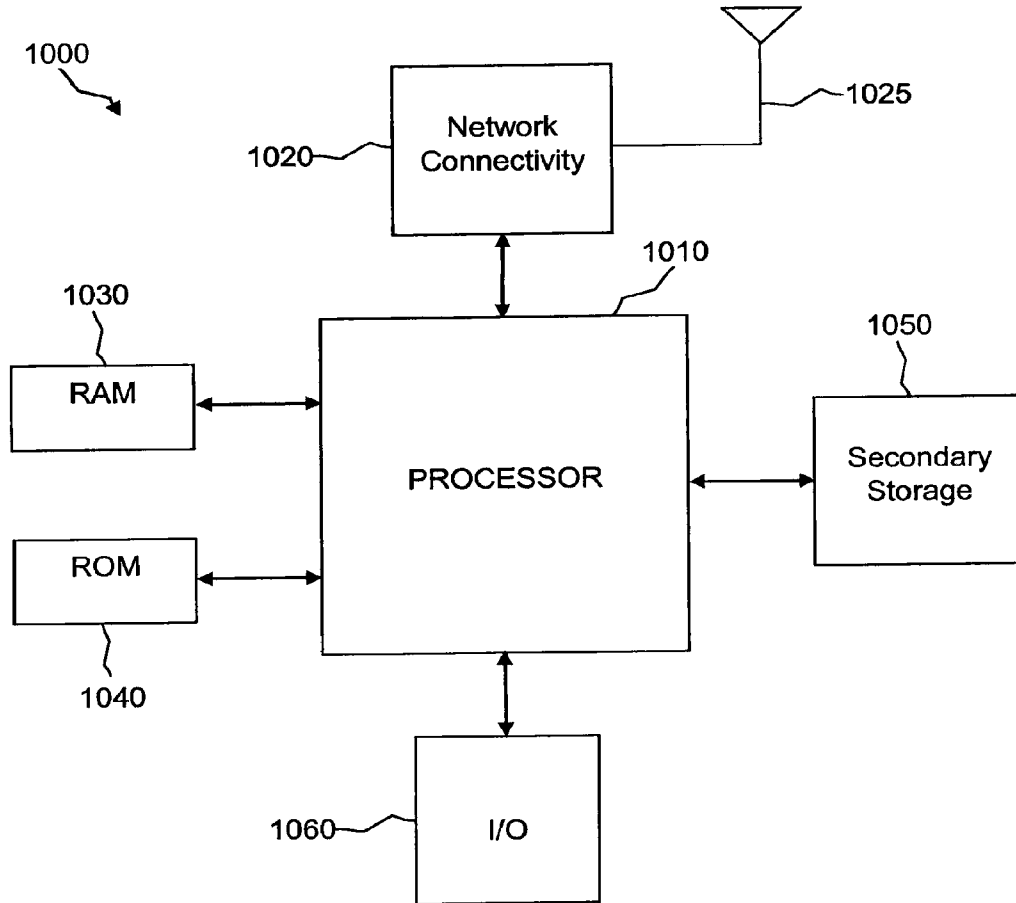 1000
1020
Network
Connectivity
1025
1010
1030
RAM
PROCESSOR
1050
Secondary
Storage
ROM
1040
1060
I/O